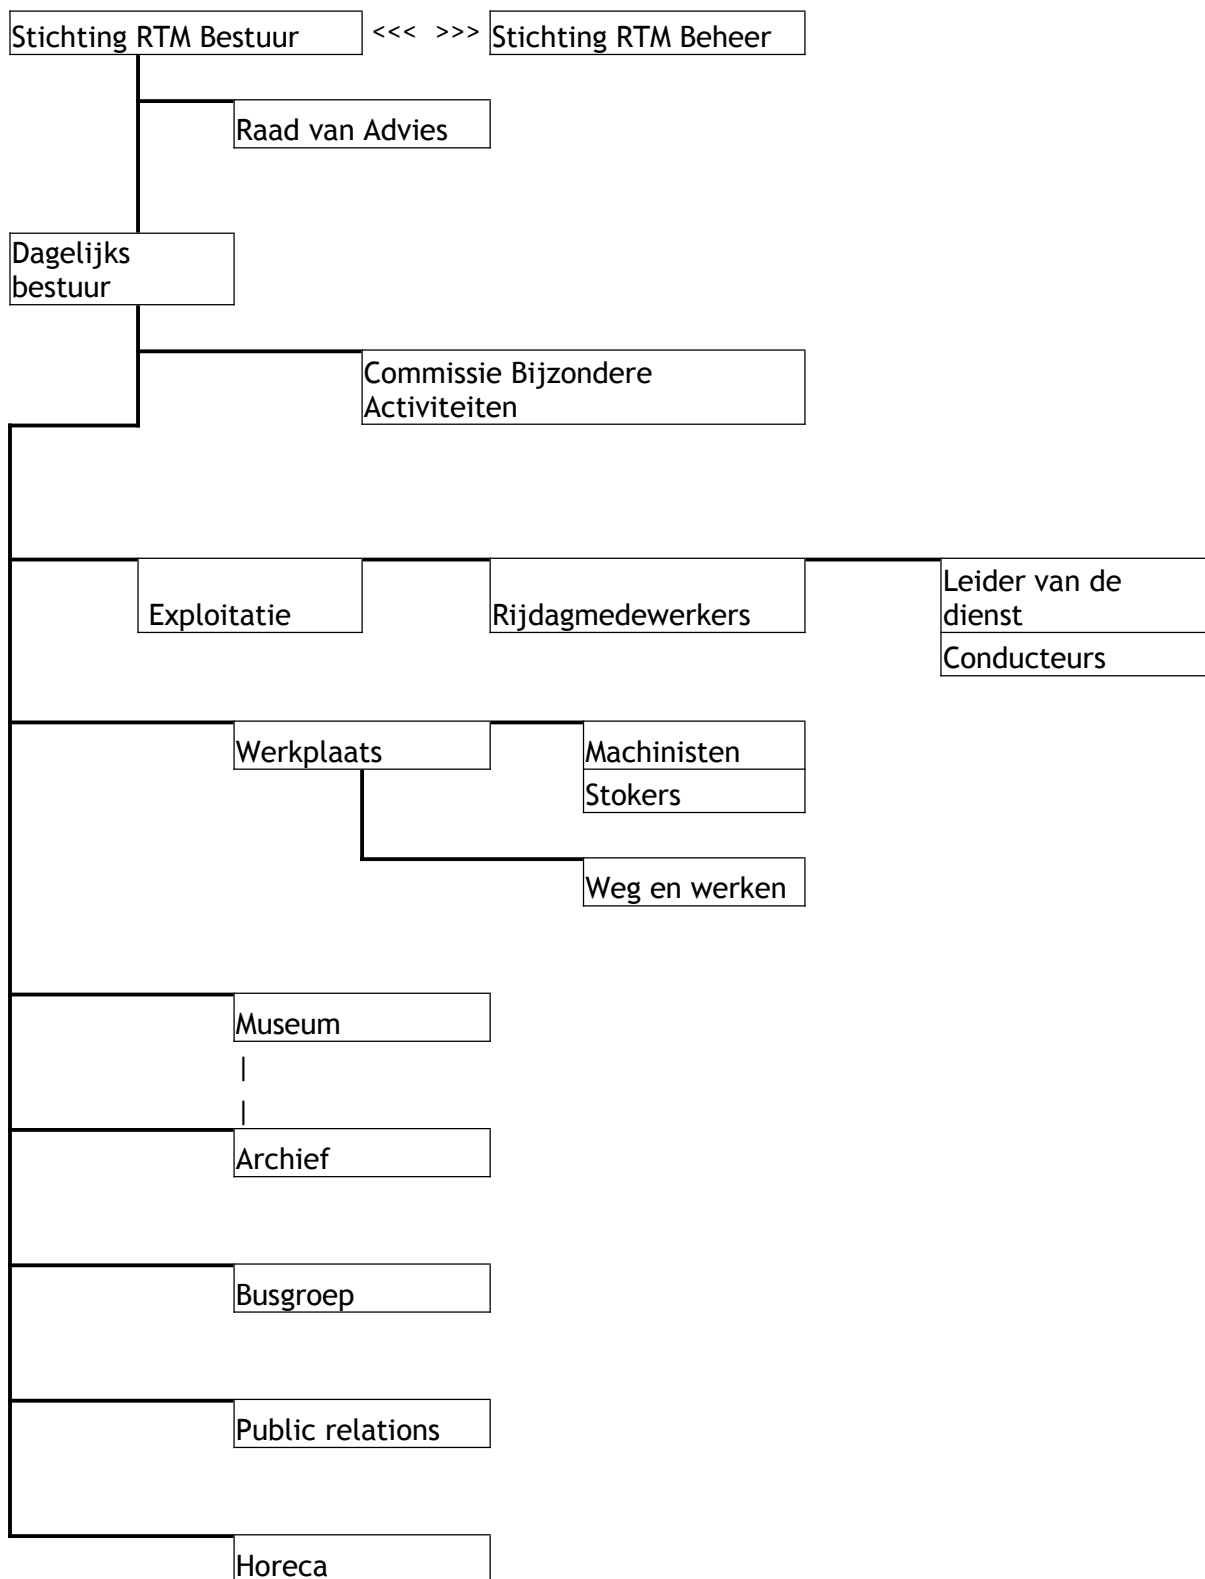 Stichting RTM Bestuur <<< >>> Stichting RTM Beheer
Raad van Advies
Dagelijks
bestuur
Commissie Bijzondere
Activiteiten
Exploitatie Rijdagmedewerkers Leider van de
dienst
Conducteurs
Werkplaats Machinisten
Stokers
Weg en werken
Museum
|
|
Archief
Busgroep
Public relations
Horeca